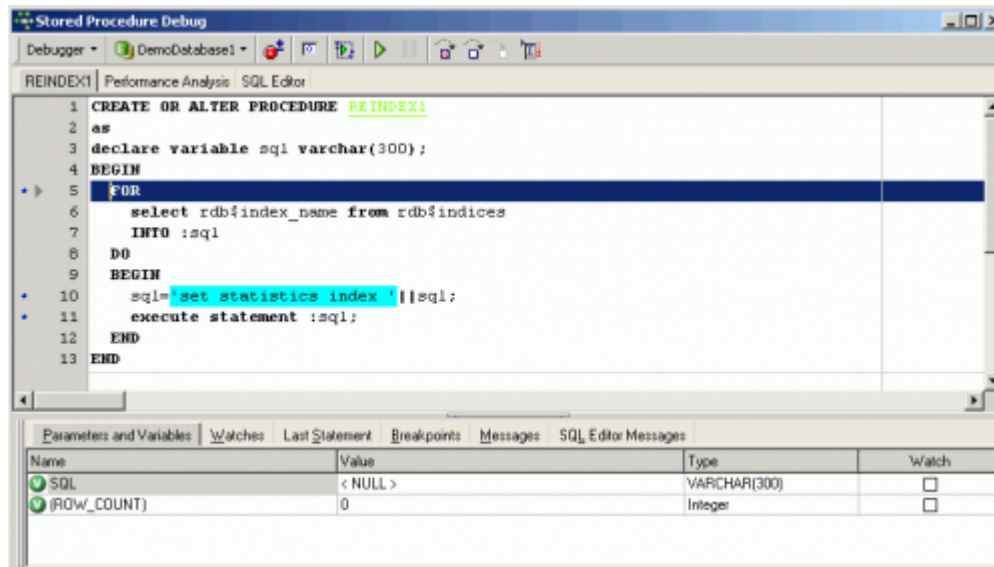 Stored Procedure Debug
Debugger DemoDatabase1
REINDEX1 Performance Analysis SQL Editor
1 CREATE OR ALTER PROCEDURE REINDEX1
2 as
3 declare variable sql varchar(300);
4 BEGIN
5 FOR
6 select rdb$index_name from rdb$indices
7 INTO :sql
8 DO
9 BEGIN
10 sql='set statistics index '||sql;
11 execute statement :sql;
12 END
13 END
Parameters and Variables Watches Last Statement Breakpoints Messages SQL Editor Messages
Name Value Type Watch
SQL < NULL > VARCHAR(300)
(ROW_COUNT) 0 Integer